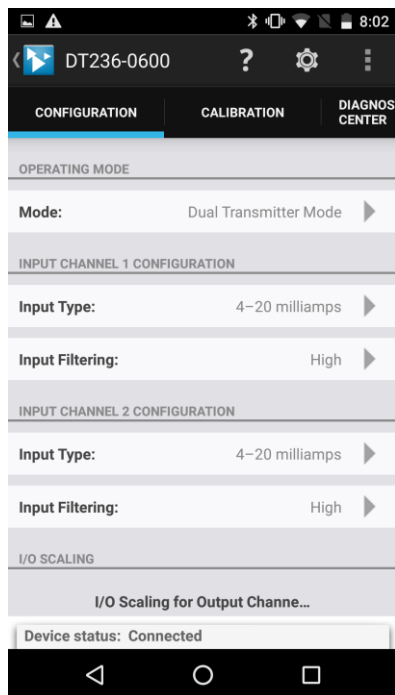 8:02
DT236-0600 ?
CONFIGURATION CALIBRATION DIAGNOS
CENTER
OPERATING MODE
Mode: Dual Transmitter Mode
INPUT CHANNEL 1 CONFIGURATION
Input Type: 4–20 milliamps
Input Filtering: High
INPUT CHANNEL 2 CONFIGURATION
Input Type: 4–20 milliamps
Input Filtering: High
I/O SCALING
I/O Scaling for Output Channe...
Device status: Connected